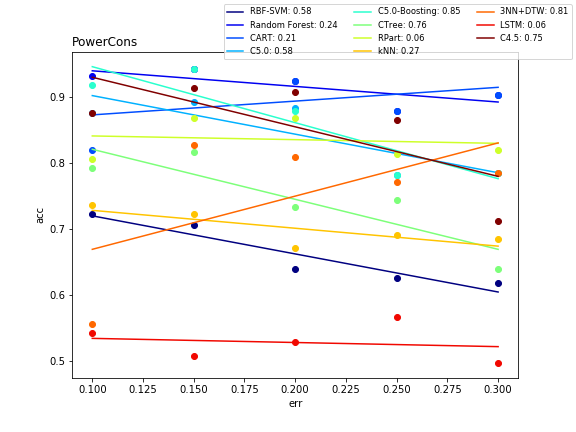 RBF-SVM: 0.58
Random Forest: 0.24
CART: 0.21
C5.0: 0.58
C5.0-Boosting: 0.85
CTree: 0.76
RPart: 0.06
kNN: 0.27
3NN+DTW: 0.81
LSTM: 0.06
C4.5: 0.75
PowerCons
0.9
0.8
0.7
0.6
0.5
acc
0.100 0.125 0.150 0.175 0.200 0.225 0.250 0.275 0.300
err